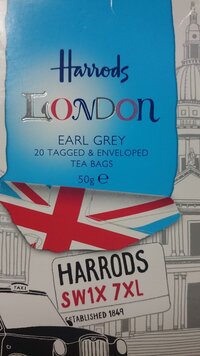 Harrods
LONDON
EARL GREY
20 TAGGED & ENVELOPED
TEA BAGS
50g ℮
HARRODS
SW1X 7XL
ESTABLISHED 1849
TAXI